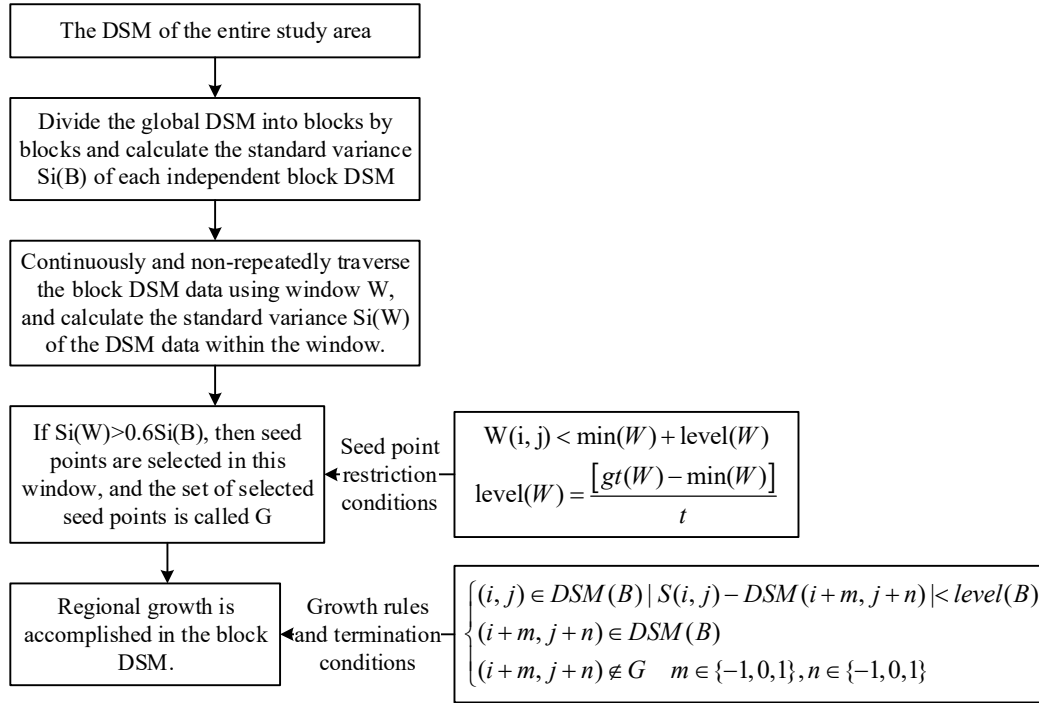 The DSM of the entire study area
Divide the global DSM into blocks by
blocks and calculate the standard variance
Si(B) of each independent block DSM
Continuously and non-repeatedly traverse
the block DSM data using window W,
and calculate the standard variance Si(W)
of the DSM data within the window.
If Si(W)>0.6Si(B), then seed
points are selected in this
window, and the set of selected
seed points is called G
Seed point
restriction
conditions
W(i, j) < min(W) + level(W)
level(W) = [gt(W) − min(W)] / t
Regional growth is
accomplished in the block
DSM.
Growth rules
and termination
conditions
(i, j) ∈ DSM(B) | S(i, j) − DSM(i + m, j + n) |< level(B)
(i + m, j + n) ∈ DSM(B)
(i + m, j + n) ∉ G m ∈ {−1, 0, 1}, n ∈ {−1, 0, 1}